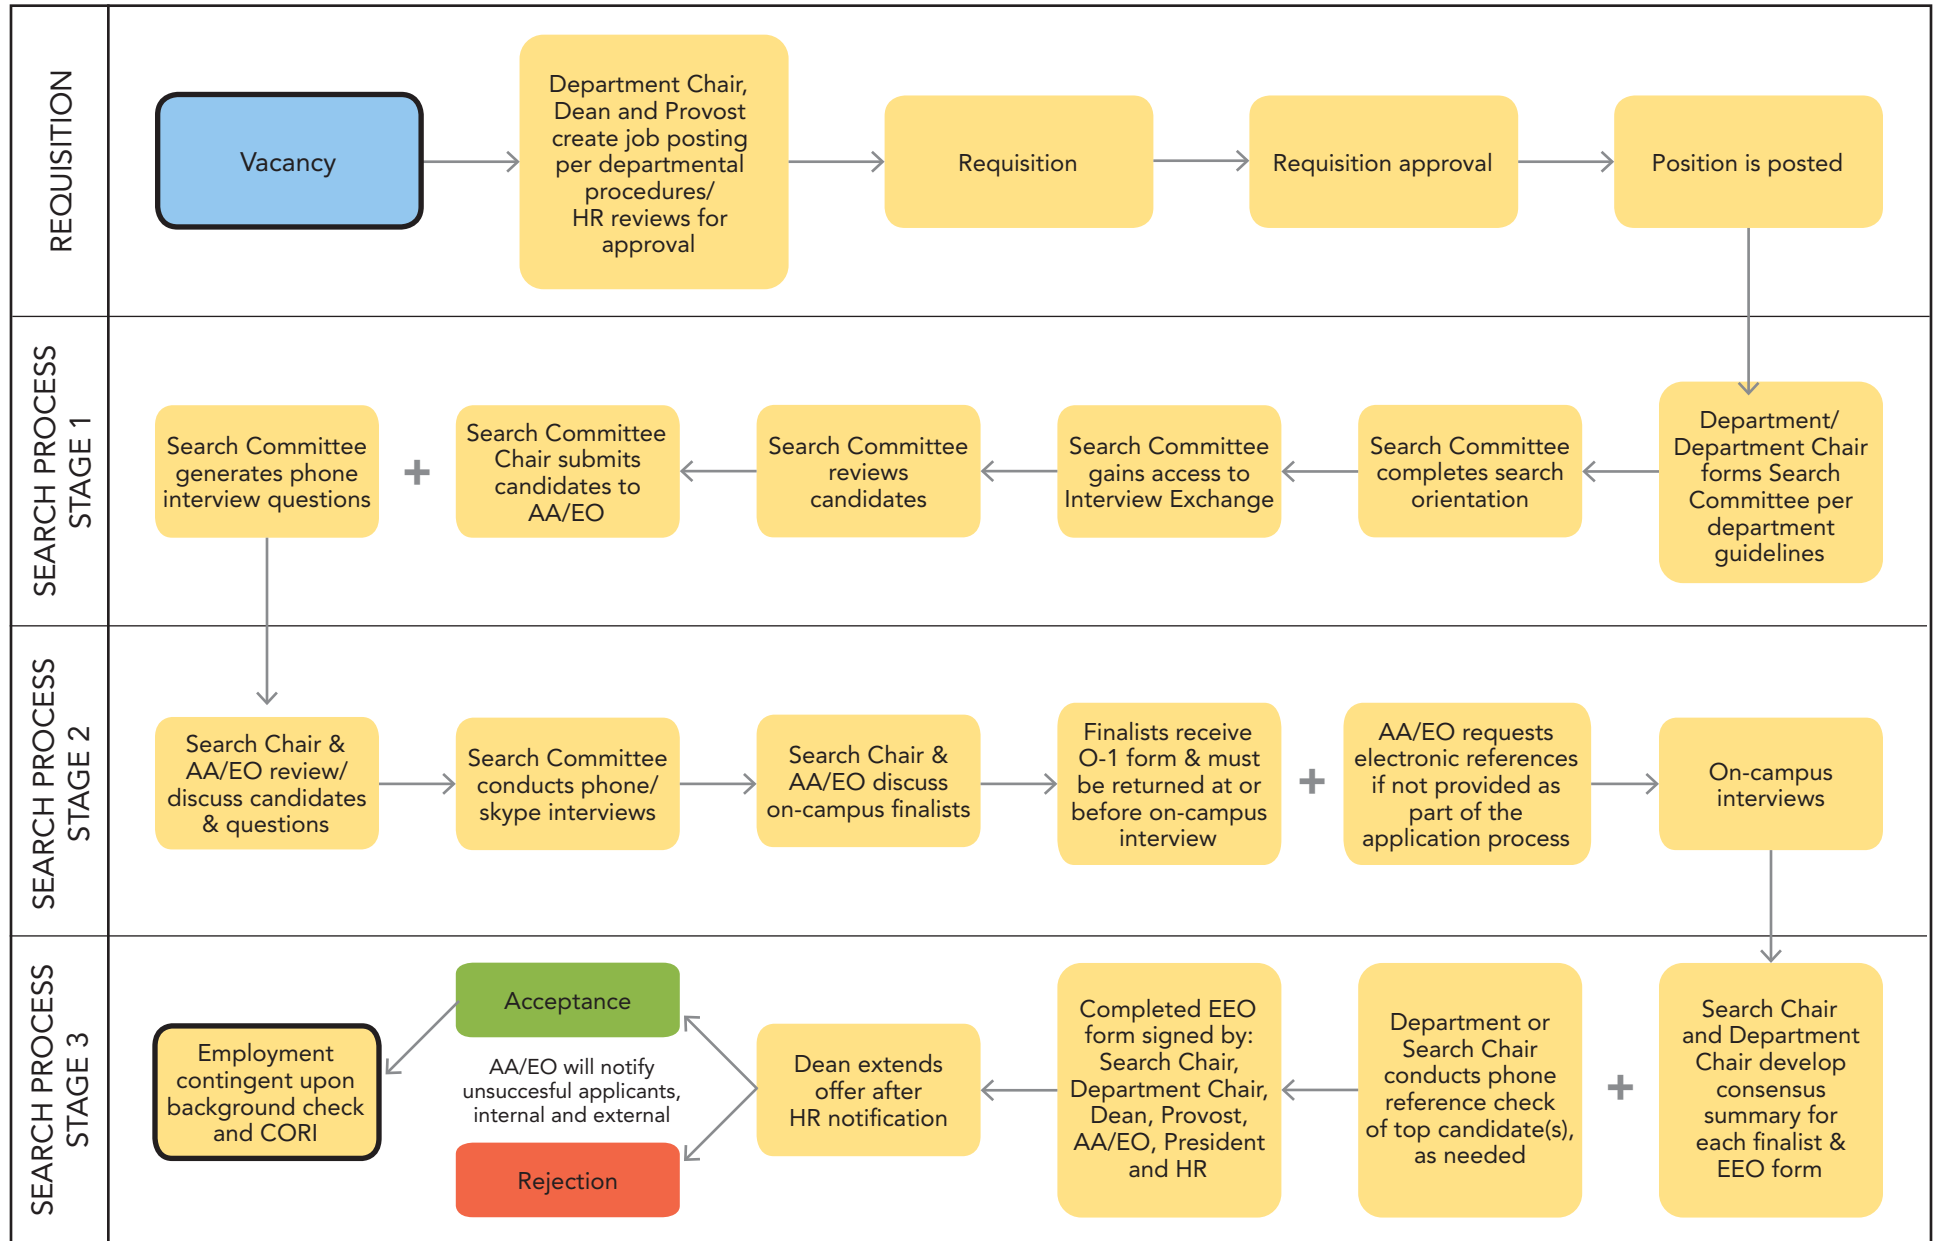 REQUISITION
Vacancy
Department Chair,
Dean and Provost
create job posting
per departmental
procedures/
HR reviews for
approval
Requisition
Requisition approval
Position is posted
SEARCH PROCESS
STAGE 1
Search Committee
generates phone
interview questions
+
Search Committee
Chair submits
candidates to
AA/EO
Search Committee
reviews
candidates
Search Committee
gains access to
Interview Exchange
Search Committee
completes search
orientation
Department/
Department Chair
forms Search
Committee per
department
guidelines
SEARCH PROCESS
STAGE 2
Search Chair &
AA/EO review/
discuss candidates
& questions
Search Committee
conducts phone/
skype interviews
Search Chair &
AA/EO discuss
on-campus finalists
Finalists receive
O-1 form & must
be returned at or
before on-campus
interview
+
AA/EO requests
electronic references
if not provided as
part of the
application process
On-campus
interviews
SEARCH PROCESS
STAGE 3
Employment
contingent upon
background check
and CORI
Acceptance
AA/EO will notify
unsuccesful applicants,
internal and external
Rejection
Dean extends
offer after
HR notification
Completed EEO
form signed by:
Search Chair,
Department Chair,
Dean, Provost,
AA/EO, President
and HR
Department or
Search Chair
conducts phone
reference check
of top candidate(s),
as needed
+
Search Chair
and Department
Chair develop
consensus
summary for
each finalist &
EEO form